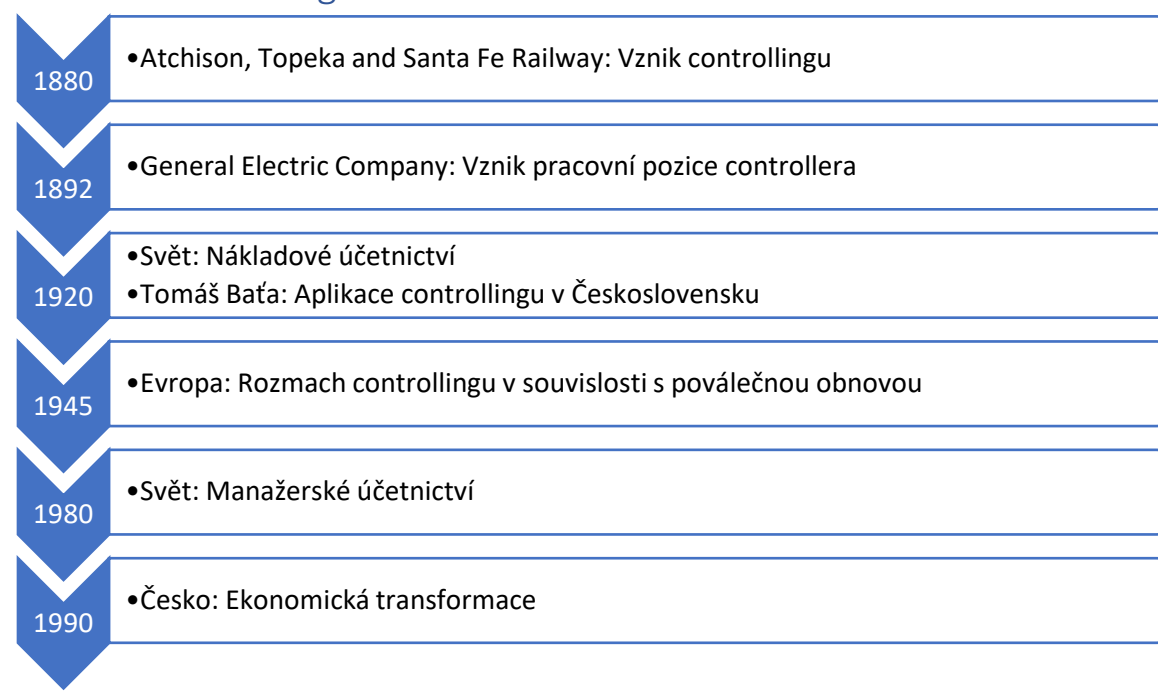 1880
•Atchison, Topeka and Santa Fe Railway: Vznik controllingu
1892
•General Electric Company: Vznik pracovní pozice controllera
1920
•Svět: Nákladové účetnictví
•Tomáš Baťa: Aplikace controllingu v Československu
1945
•Evropa: Rozmach controllingu v souvislosti s poválečnou obnovou
1980
•Svět: Manažerské účetnictví
1990
•Česko: Ekonomická transformace